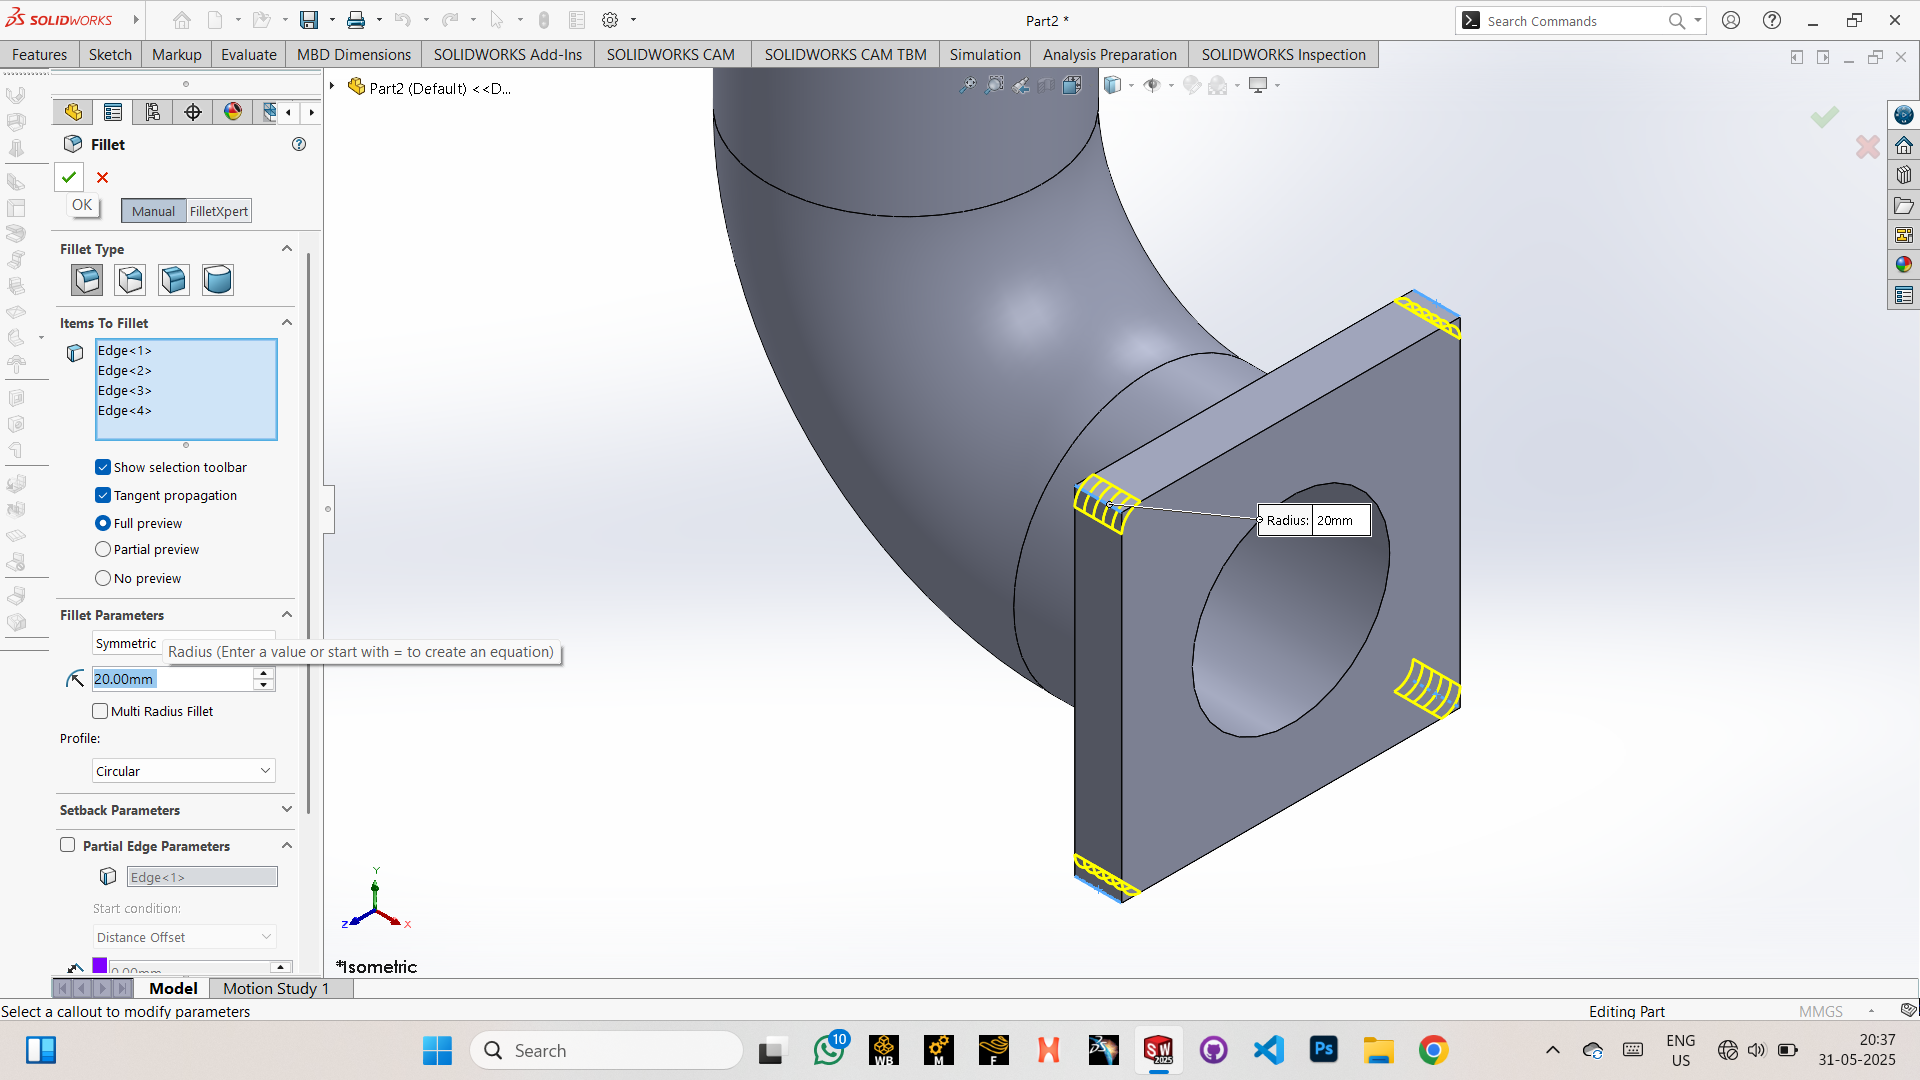 SOLIDWORKS
Part2 *
Search Commands
Features
Sketch
Markup
Evaluate
MBD Dimensions
SOLIDWORKS Add-Ins
SOLIDWORKS CAM
SOLIDWORKS CAM TBM
Simulation
Analysis Preparation
SOLIDWORKS Inspection
Part2 (Default) <<D...
Fillet
OK
Manual
FilletXpert
Fillet Type
Items To Fillet
Edge<1>
Edge<2>
Edge<3>
Edge<4>
Show selection toolbar
Tangent propagation
Full preview
Partial preview
No preview
Fillet Parameters
Symmetric
Radius (Enter a value or start with = to create an equation)
20.00mm
Multi Radius Fillet
Profile:
Circular
Setback Parameters
Partial Edge Parameters
Edge<1>
Start condition:
Distance Offset
0.00mm
Radius: 20mm
Y
Z
X
*Isometric
Model
Motion Study 1
Select a callout to modify parameters
Editing Part
MMGS
Search
10
WB
M
F
SW
2025
Ps
ENG
US
20:37
31-05-2025